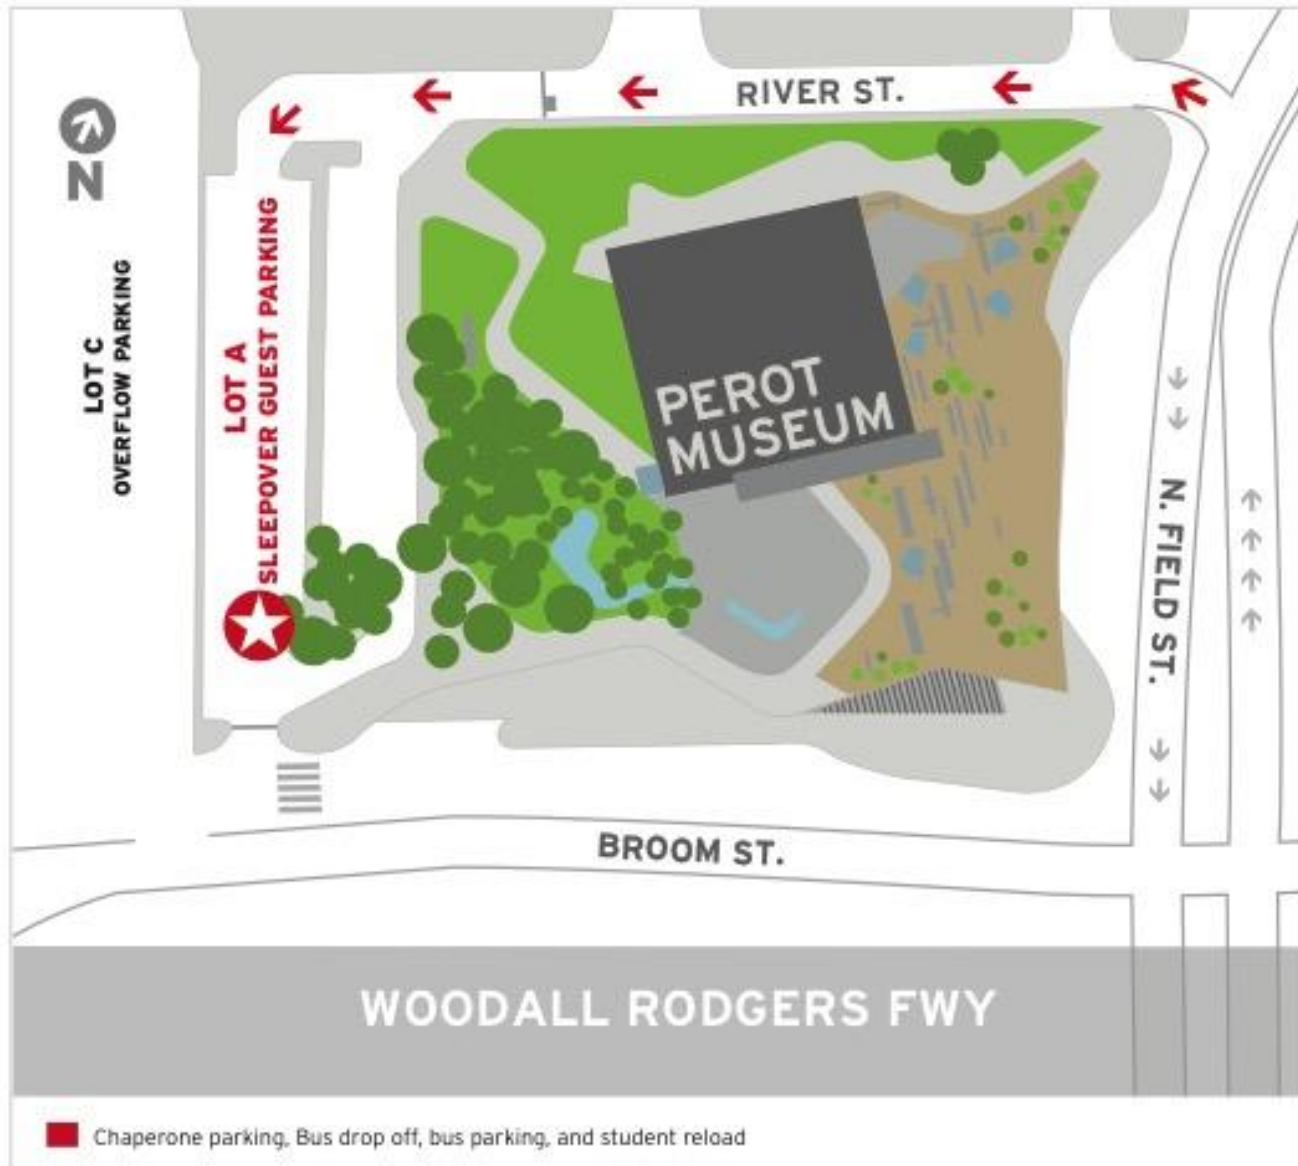 RIVER ST.
N
LOT C
OVERFLOW PARKING
LOT A
SLEEPOVER GUEST PARKING
PEROT
MUSEUM
N. FIELD ST.
BROOM ST.
WOODALL RODGERS FWY
Chaperone parking, Bus drop off, bus parking, and student reload